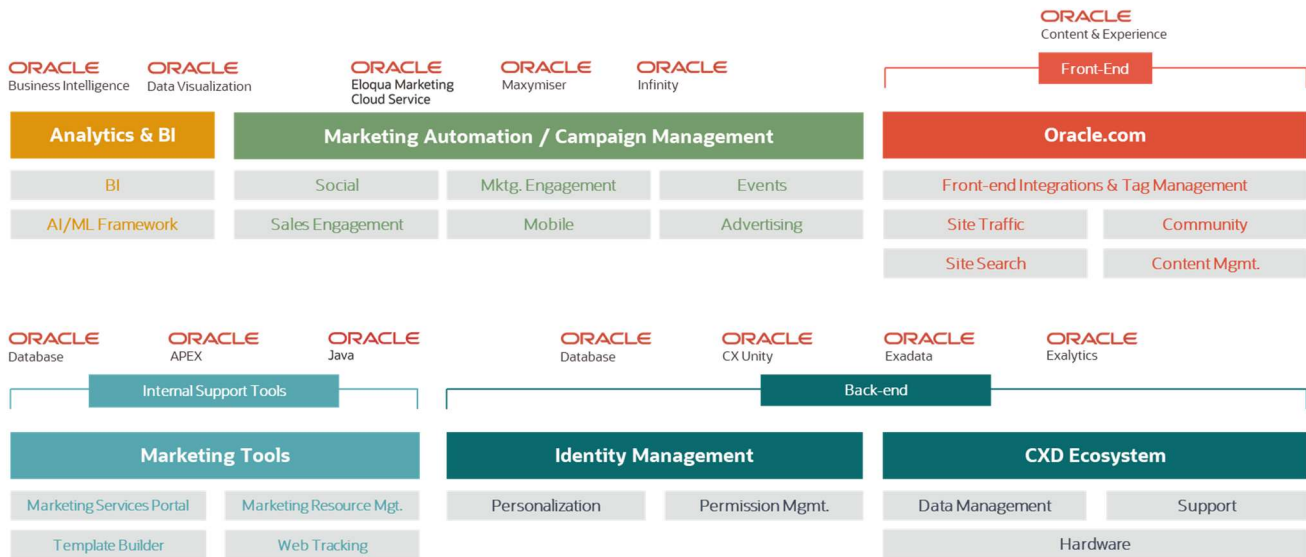 ORACLE
Content & Experience
Front-End
ORACLE
Business Intelligence
ORACLE
Data Visualization
ORACLE
Eloqua Marketing
Cloud Service
ORACLE
Maxymiser
ORACLE
Infinity
Analytics & BI
BI
AI/ML Framework
Marketing Automation / Campaign Management
Social
Mktg. Engagement
Events
Sales Engagement
Mobile
Advertising
Oracle.com
Front-end Integrations & Tag Management
Site Traffic
Community
Site Search
Content Mgmt.
ORACLE
Database
ORACLE
APEX
ORACLE
Java
Internal Support Tools
Marketing Tools
Marketing Services Portal
Marketing Resource Mgt.
Template Builder
Web Tracking
ORACLE
Database
ORACLE
CX Unity
ORACLE
Exadata
ORACLE
Exalytics
Back-end
Identity Management
Personalization
Permission Mgmt.
CXD Ecosystem
Data Management
Support
Hardware